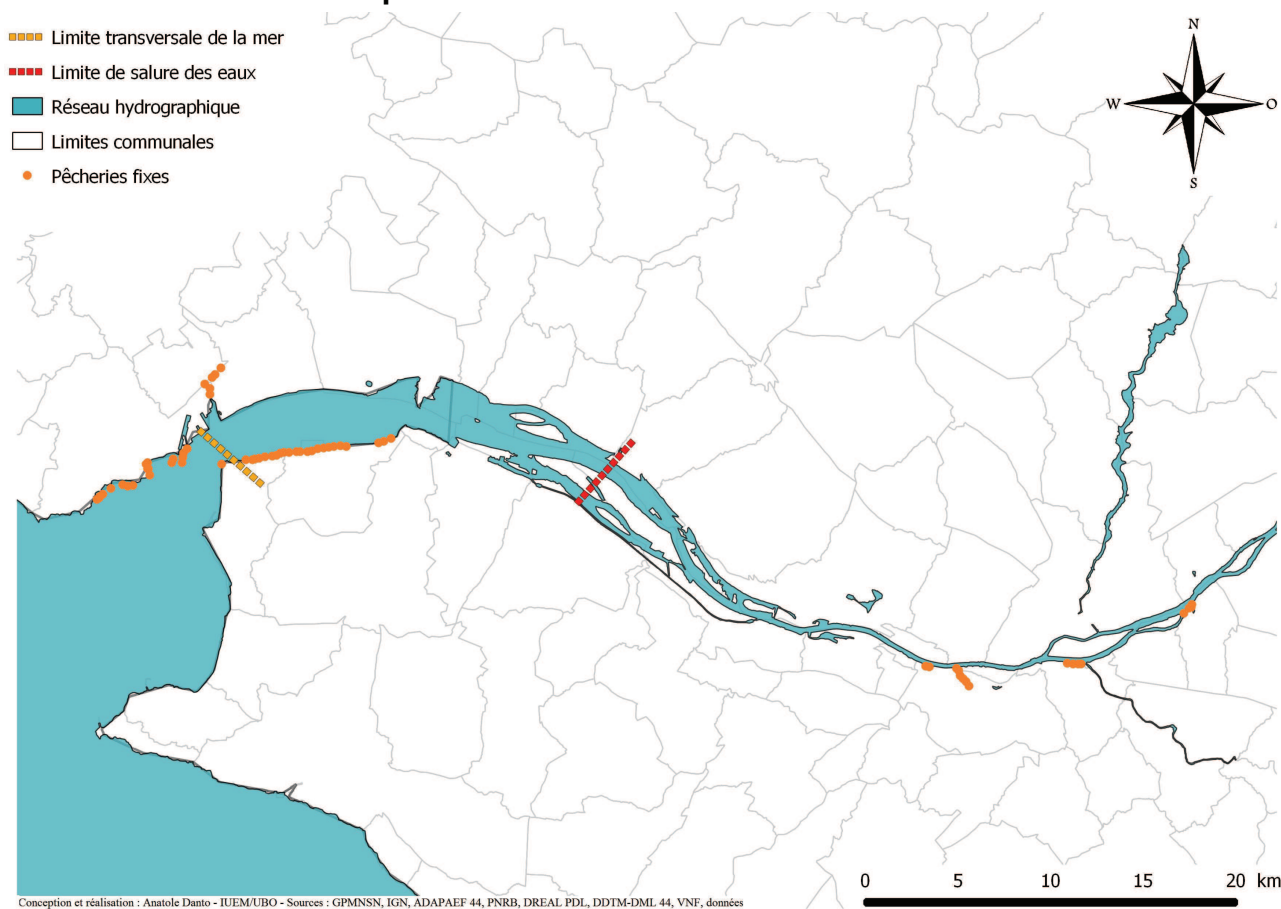 Limite transversale de la mer
Limite de salure des eaux
Réseau hydrographique
Limites communales
Pêcheries fixes
N
W
O
S
0 5 10 15 20 km
Conception et réalisation : Anatole Danto - IUEM/UBO - Sources : GPMNSN, IGN, ADAPAEF 44, PNRB, DREAL PDL, DDTM-DML 44, VNF, données